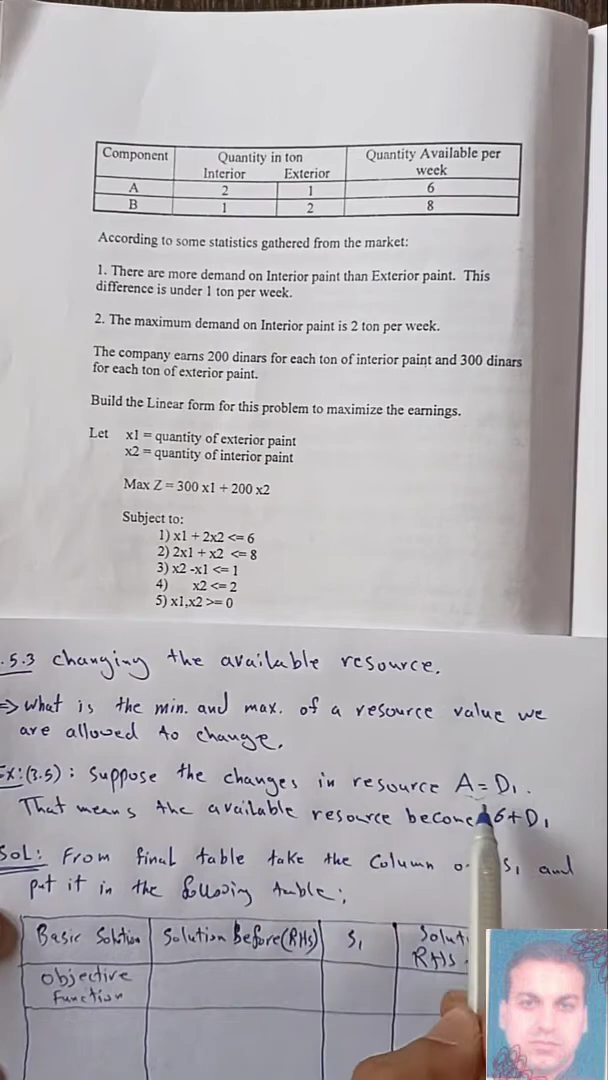 Component Quantity in ton Quantity Available per week
Interior Exterior
A 2 1 6
B 1 2 8
According to some statistics gathered from the market:
1. There are more demand on Interior paint than Exterior paint. This
difference is under 1 ton per week.
2. The maximum demand on Interior paint is 2 ton per week.
The company earns 200 dinars for each ton of interior paint and 300 dinars
for each ton of exterior paint.
Build the Linear form for this problem to maximize the earnings.
Let x1 = quantity of exterior paint
x2 = quantity of interior paint
Max Z = 300 x1 + 200 x2
Subject to:
1) x1 + 2x2 <= 6
2) 2x1 + x2 <= 8
3) x2 -x1 <= 1
4) x2 <= 2
5) x1,x2 >= 0
.5.3 changing the available resource.
=> what is the min. and max. of a resource value we
are allowed to change.
Ex:(3.5): suppose the changes in resource A = D1.
That means the available resource become 6+D1
SOL: From final table take the Column S1 and
put it in the following table:
Basic Solution Solution Before (RHS) S1
RHS
objective
Function